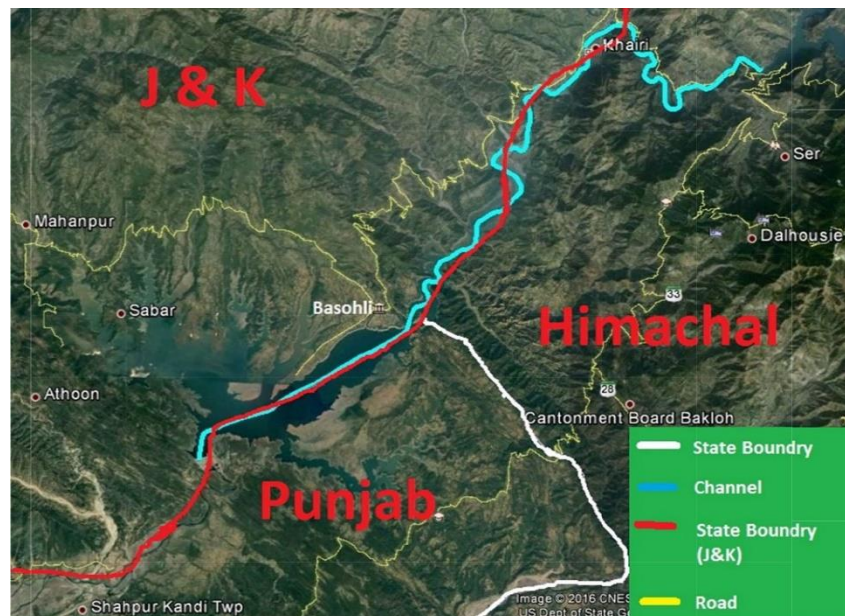 Khairi
J & K
Ser
Mahanpur
Dalhousie
Sabar
Basohli
33
Himachal
Athoon
28
Cantonment Board Bakloh
State Boundry
Punjab
Channel
State Boundry
(J&K)
Road
Image © 2016 CNES
Shahpur Kandi Twp
US Dept of State Ge